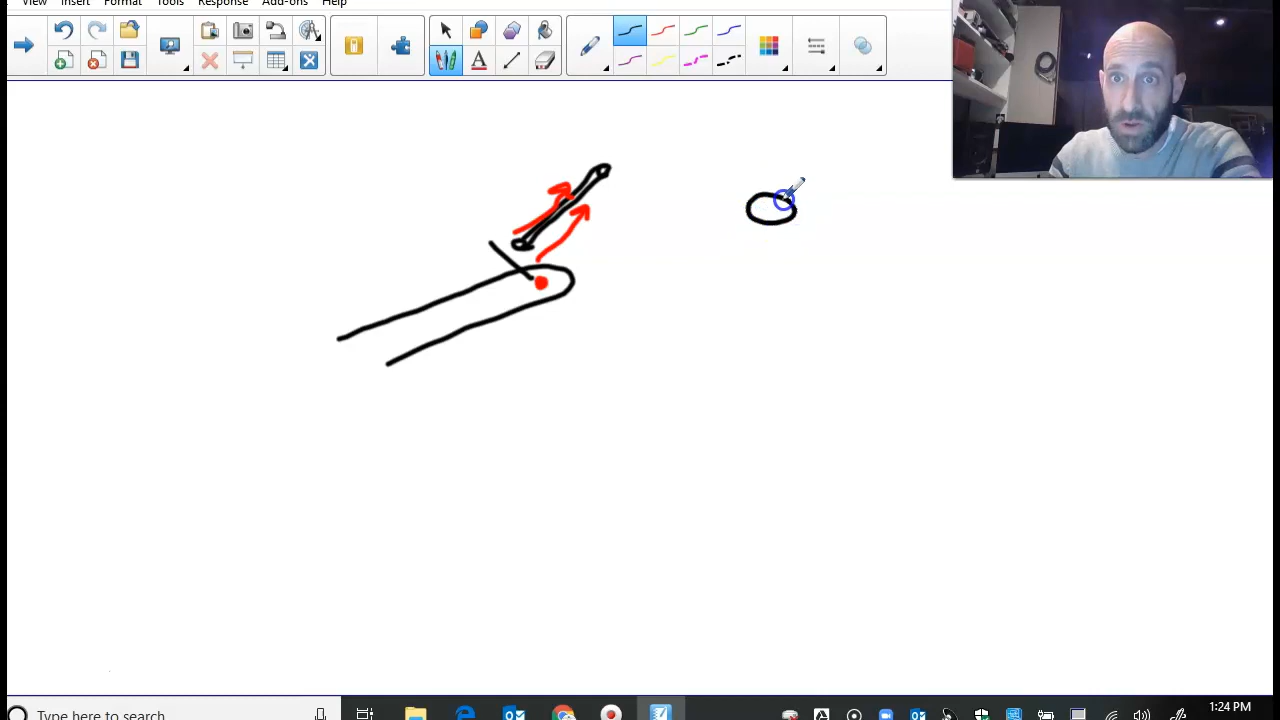 View Insert Format Tools Response Add-ons Help
A
Type here to search
1:24 PM